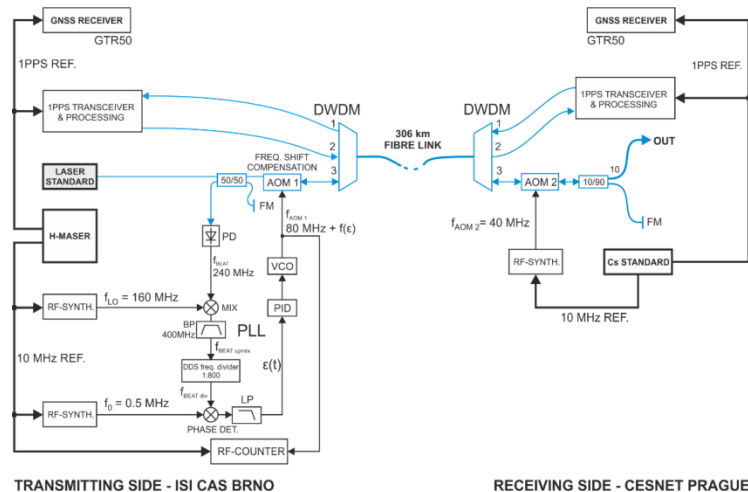 GNSS RECEIVER
GTR50
1PPS REF.
1PPS TRANSCEIVER
& PROCESSING
DWDM
1
2
3
306 km
FIBRE LINK
DWDM
1
2
3
GNSS RECEIVER
GTR50
1PPS REF.
1PPS TRANSCEIVER
& PROCESSING
LASER
STANDARD
50/50
FREQ. SHIFT
COMPENSATION
AOM 1
FM
AOM 2
10/90
10
OUT
FM
H-MASER
PD
fAOM 1
80 MHz + f(ε)
fBEAT
240 MHz
VCO
fAOM 2= 40 MHz
RF-SYNTH.
Cs STANDARD
10 MHz REF.
RF-SYNTH.
fLO = 160 MHz
MIX
PID
BP
400MHz
PLL
fBEAT upmix
10 MHz REF.
DDS freq. divider
1:800
ε(t)
fBEAT div
RF-SYNTH.
f0 = 0.5 MHz
LP
PHASE DET.
RF-COUNTER
TRANSMITTING SIDE - ISI CAS BRNO
RECEIVING SIDE - CESNET PRAGUE